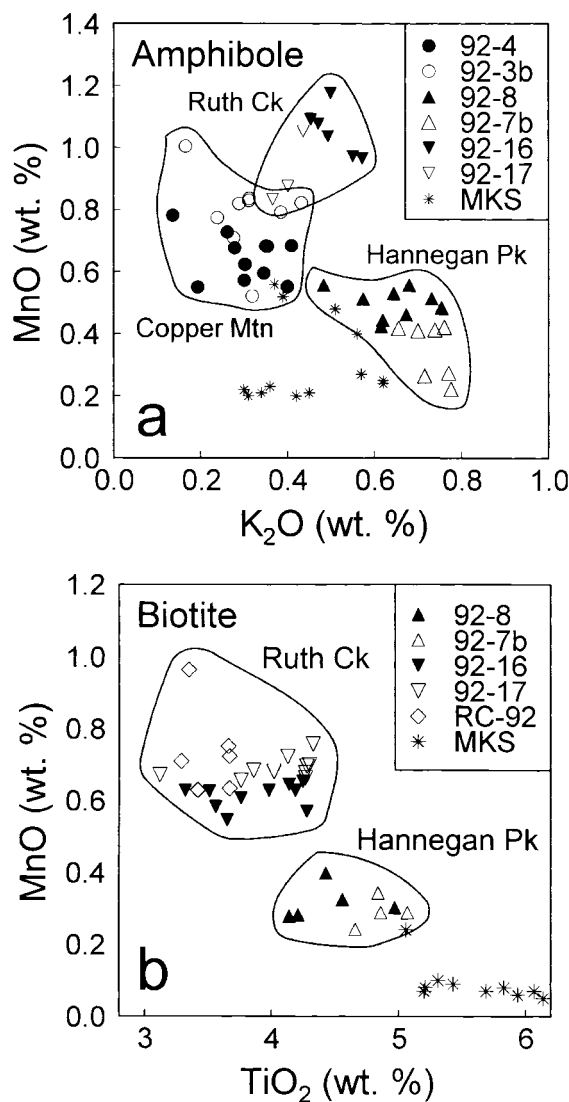 1.4
1.2
1.0
0.8
0.6
0.4
0.2
0.0
MnO (wt. %)
Amphibole
Ruth Ck
Copper Mtn
Hannegan Pk
a
92-4
92-3b
92-8
92-7b
92-16
92-17
MKS
0.0 0.2 0.4 0.6 0.8 1.0
K₂O (wt. %)
1.2
1.0
0.8
0.6
0.4
0.2
0.0
MnO (wt. %)
Biotite
Ruth Ck
Hannegan Pk
b
92-8
92-7b
92-16
92-17
RC-92
MKS
3 4 5 6
TiO₂ (wt. %)